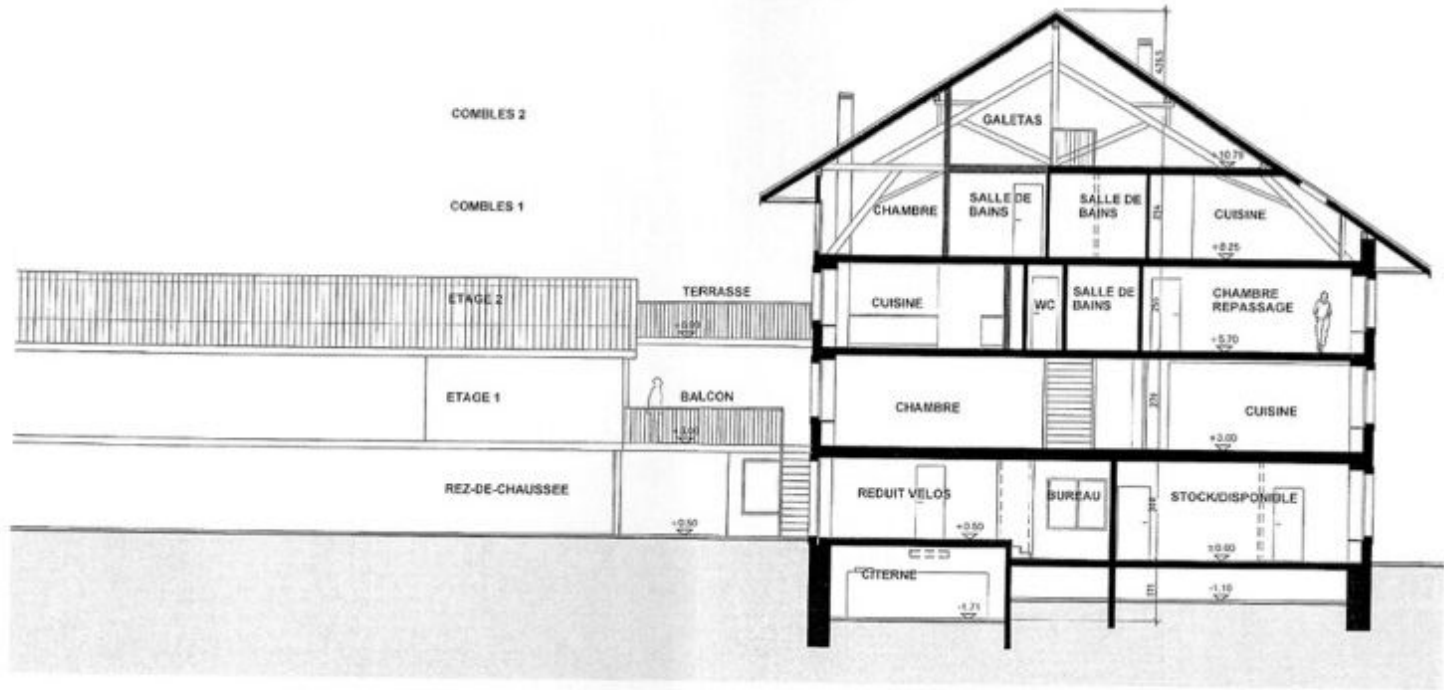 COMBLES 2
GALETAS
+10.75
COMBLES 1
CHAMBRE
SALLE DE
BAINS
SALLE DE
BAINS
CUISINE
+8.25
ETAGE 2
TERRASSE
CUISINE
WC
SALLE DE
BAINS
250
CHAMBRE
REPASSAGE
+5.70
ETAGE 1
BALCON
CHAMBRE
CUISINE
+3.00
+3.00
REZ-DE-CHAUSSEE
REDUIT VELOS
BUREAU
STOCK/DISPONIBLE
+0.50
+0.50
±0.00
CITERNE
-1.71
-1.10